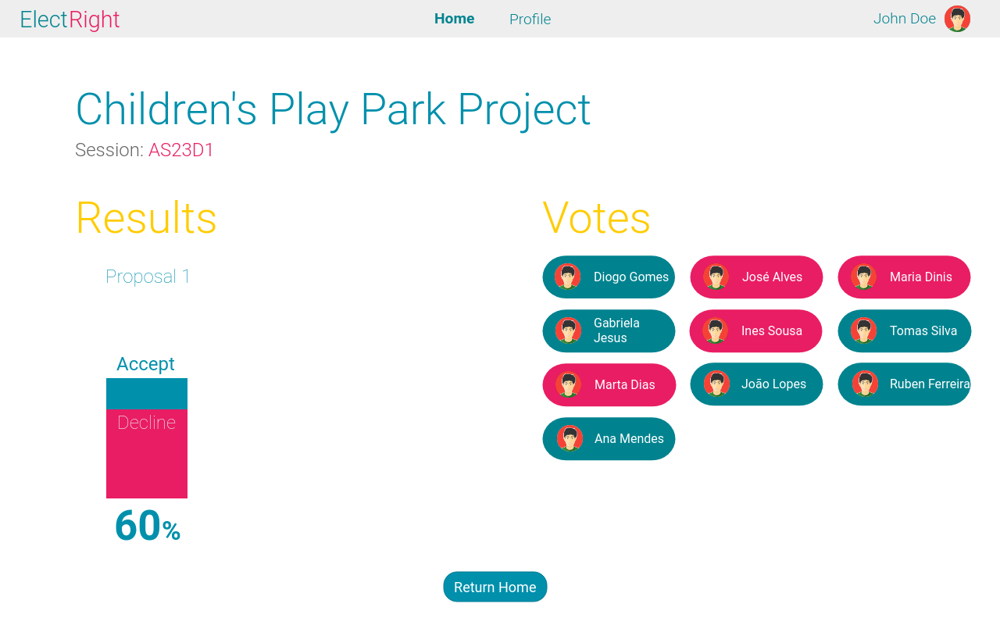 ElectRight
Home
Profile
John Doe
Children's Play Park Project
Session: AS23D1
Results
Proposal 1
Accept
Decline
60%
Votes
Diogo Gomes
José Alves
Maria Dinis
Gabriela
Jesus
Ines Sousa
Tomas Silva
Marta Dias
João Lopes
Ruben Ferreira
Ana Mendes
Return Home